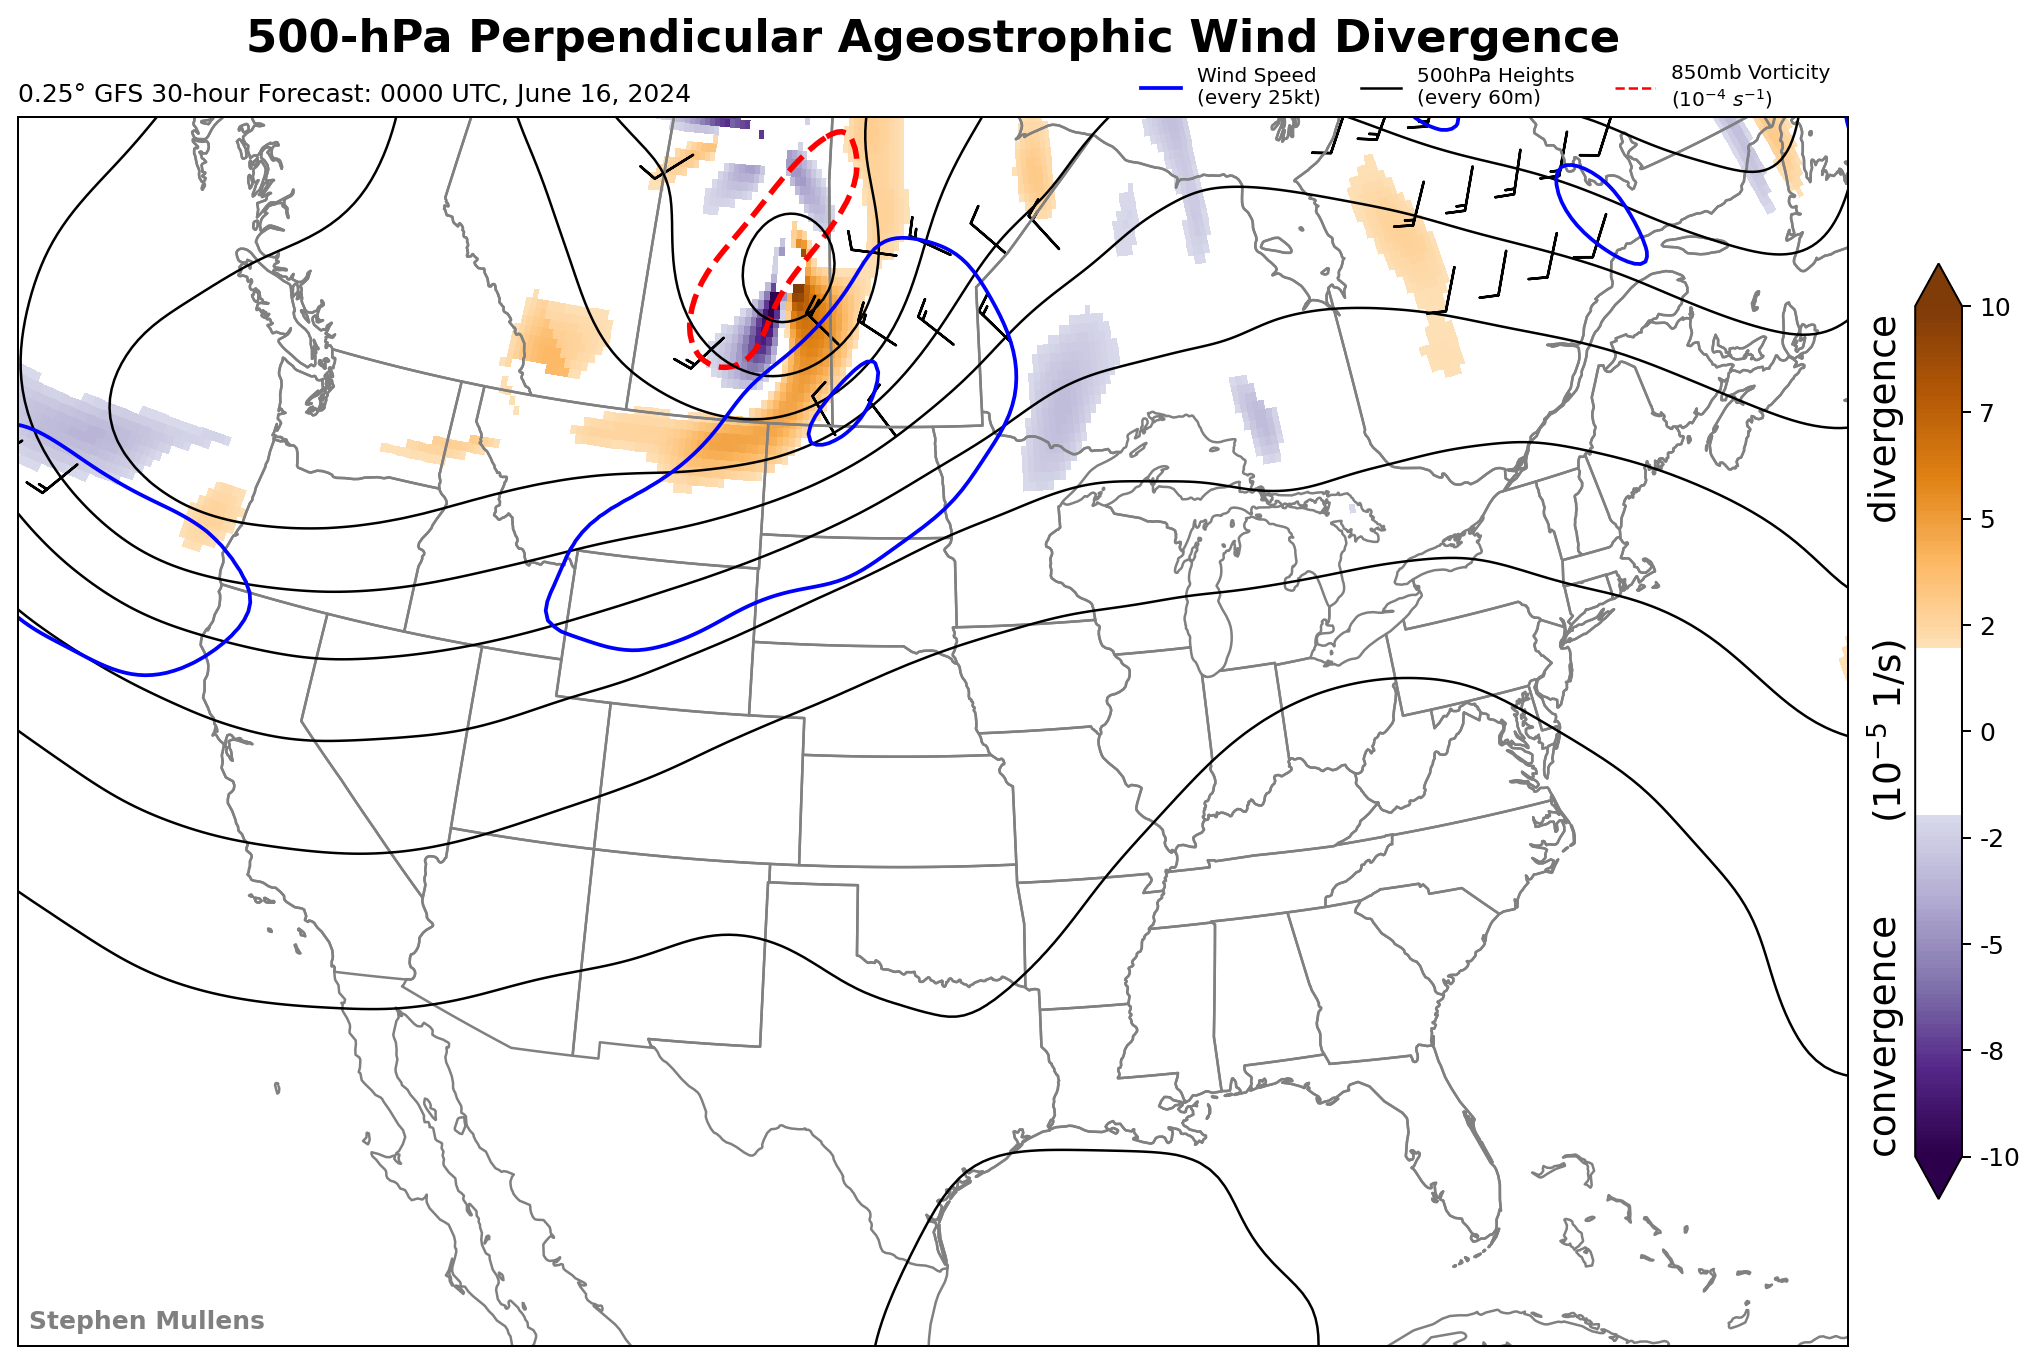 500-hPa Perpendicular Ageostrophic Wind Divergence
0.25° GFS 30-hour Forecast: 0000 UTC, June 16, 2024
Wind Speed
(every 25kt)
500hPa Heights
(every 60m)
850mb Vorticity
(10⁻⁴ s⁻¹)
10
7
5
2
0
-2
-5
-8
-10
convergence (10⁻⁵ 1/s) divergence
Stephen Mullens